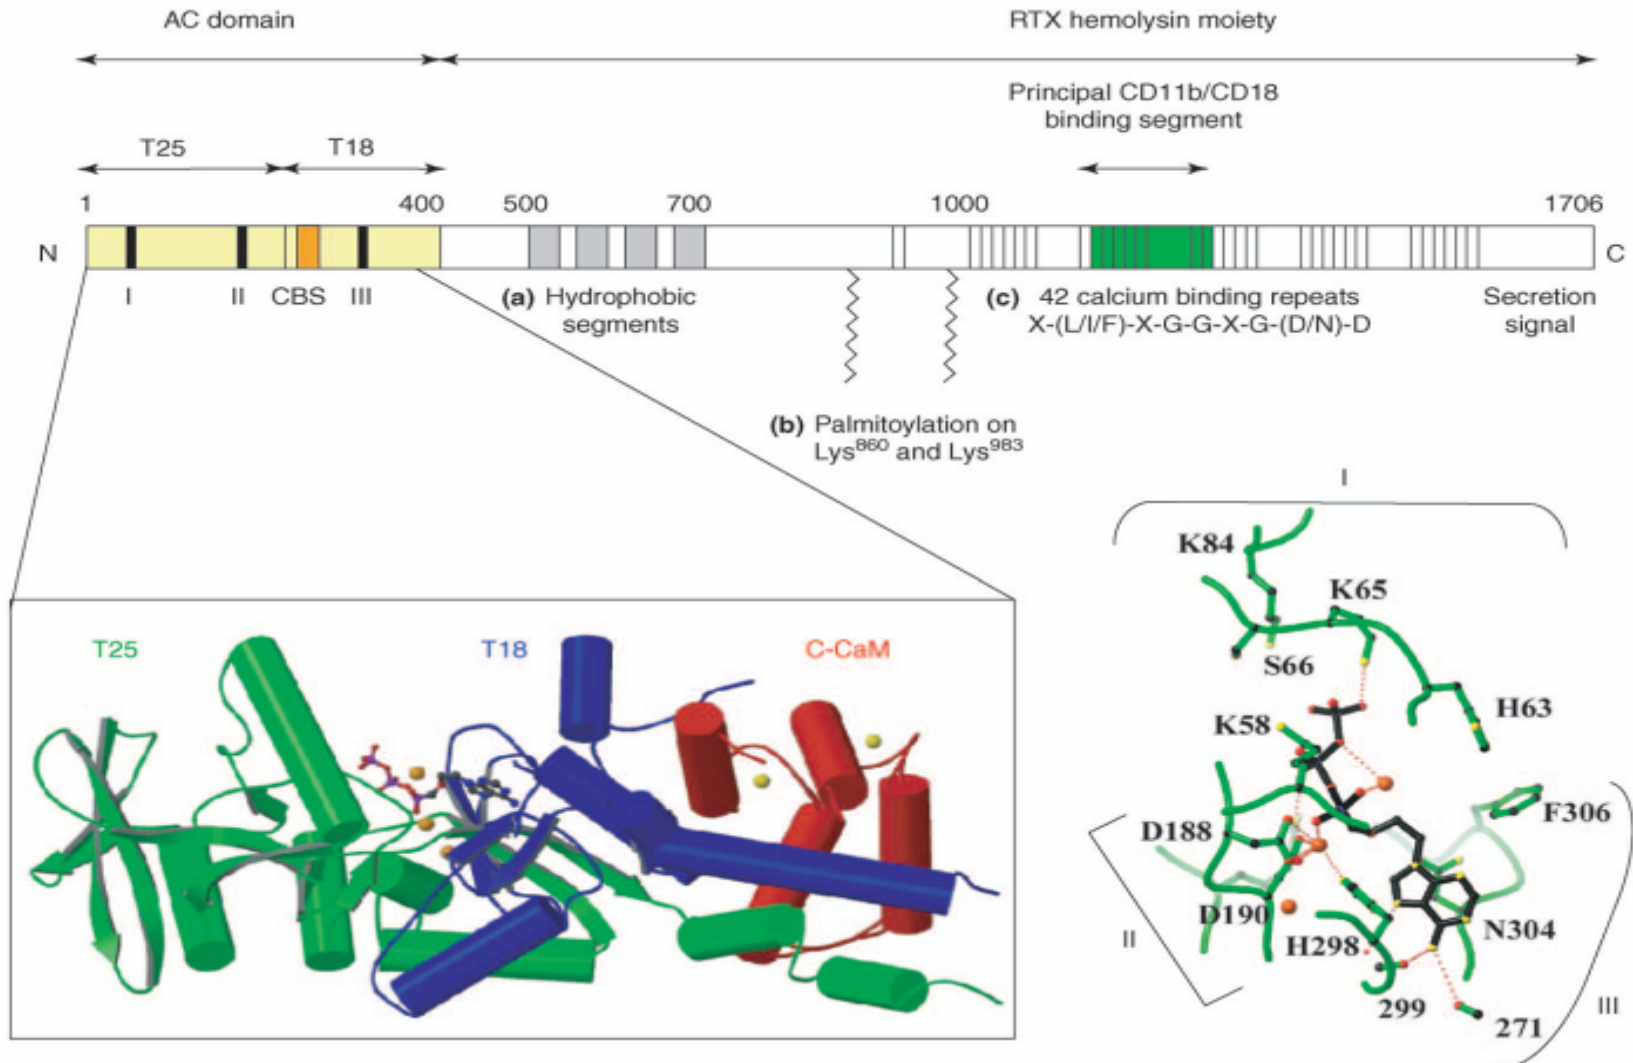 AC domain
RTX hemolysin moiety
Principal CD11b/CD18
binding segment
T25
T18
1
400
500
700
1000
1706
N
C
I
II
CBS
III
(a) Hydrophobic
segments
(c) 42 calcium binding repeats
X-(L/I/F)-X-G-G-X-G-(D/N)-D
Secretion
signal
(b) Palmitoylation on
Lys860 and Lys983
T25
T18
C-CaM
I
K84
K65
S66
H63
K58
F306
D188
D190
N304
II
H298
299
271
III